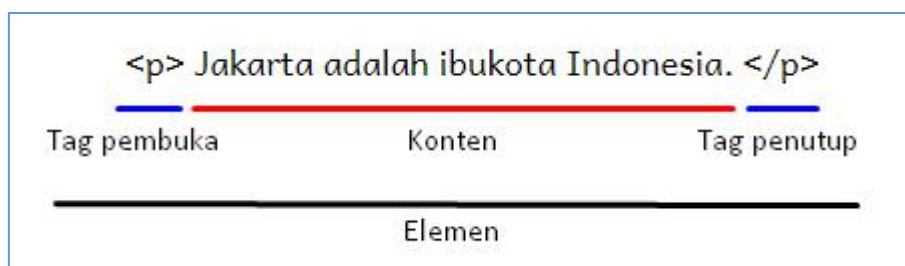 <p> Jakarta adalah ibukota Indonesia. </p>
Tag pembuka Konten Tag penutup
Elemen